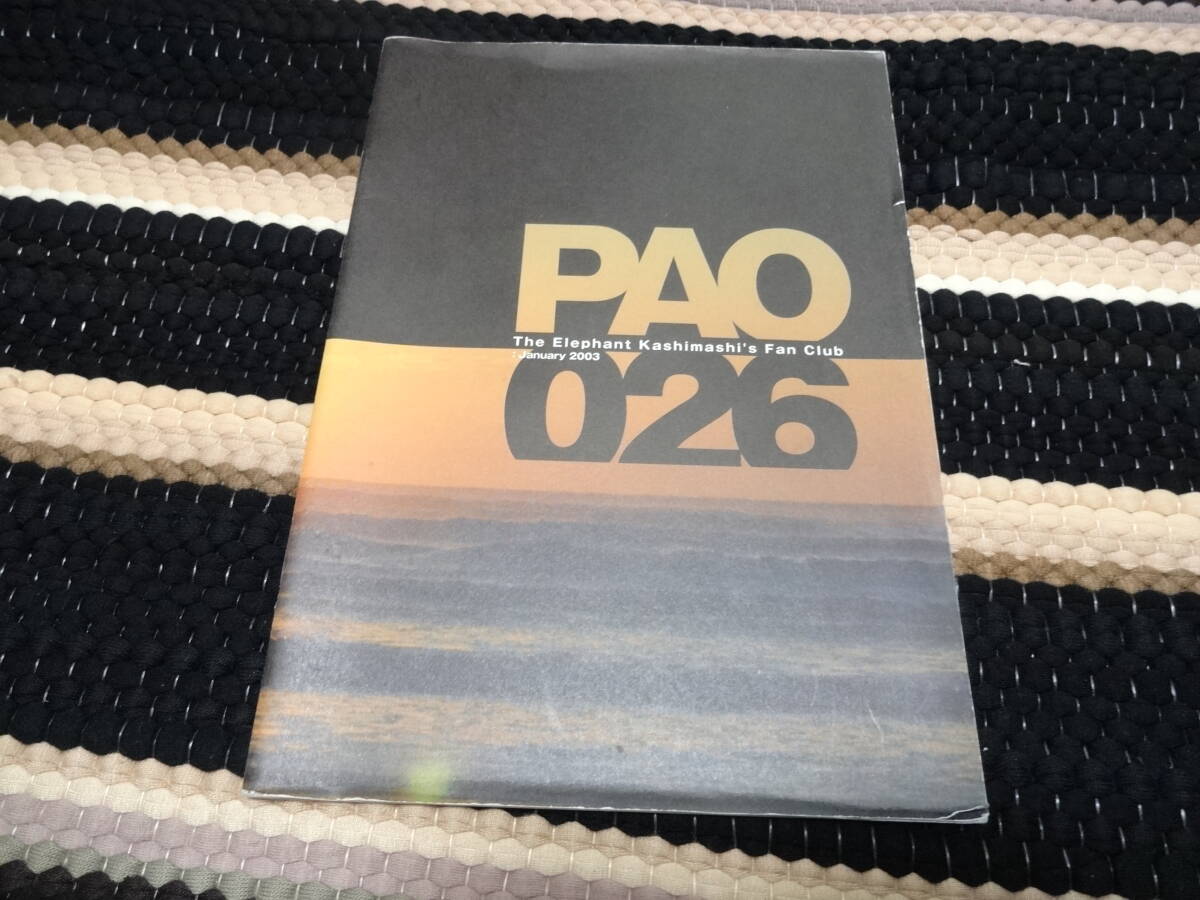 PAO
The Elephant Kashimashi's Fan Club
: January 2003
026